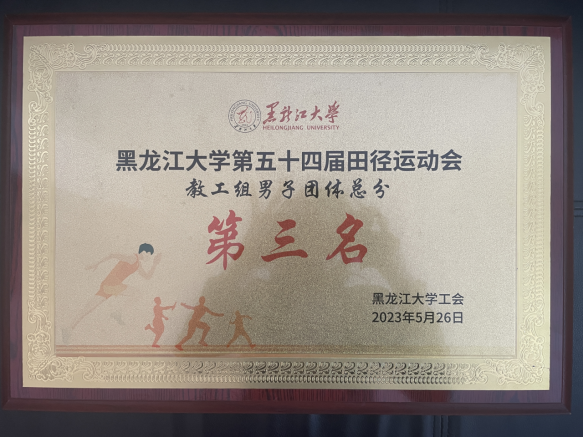 黑龙江大学
HEILONGJIANG UNIVERSITY
黑龙江大学第五十四届田径运动会
教工组男子团体总分
第三名
黑龙江大学工会
2023年5月26日